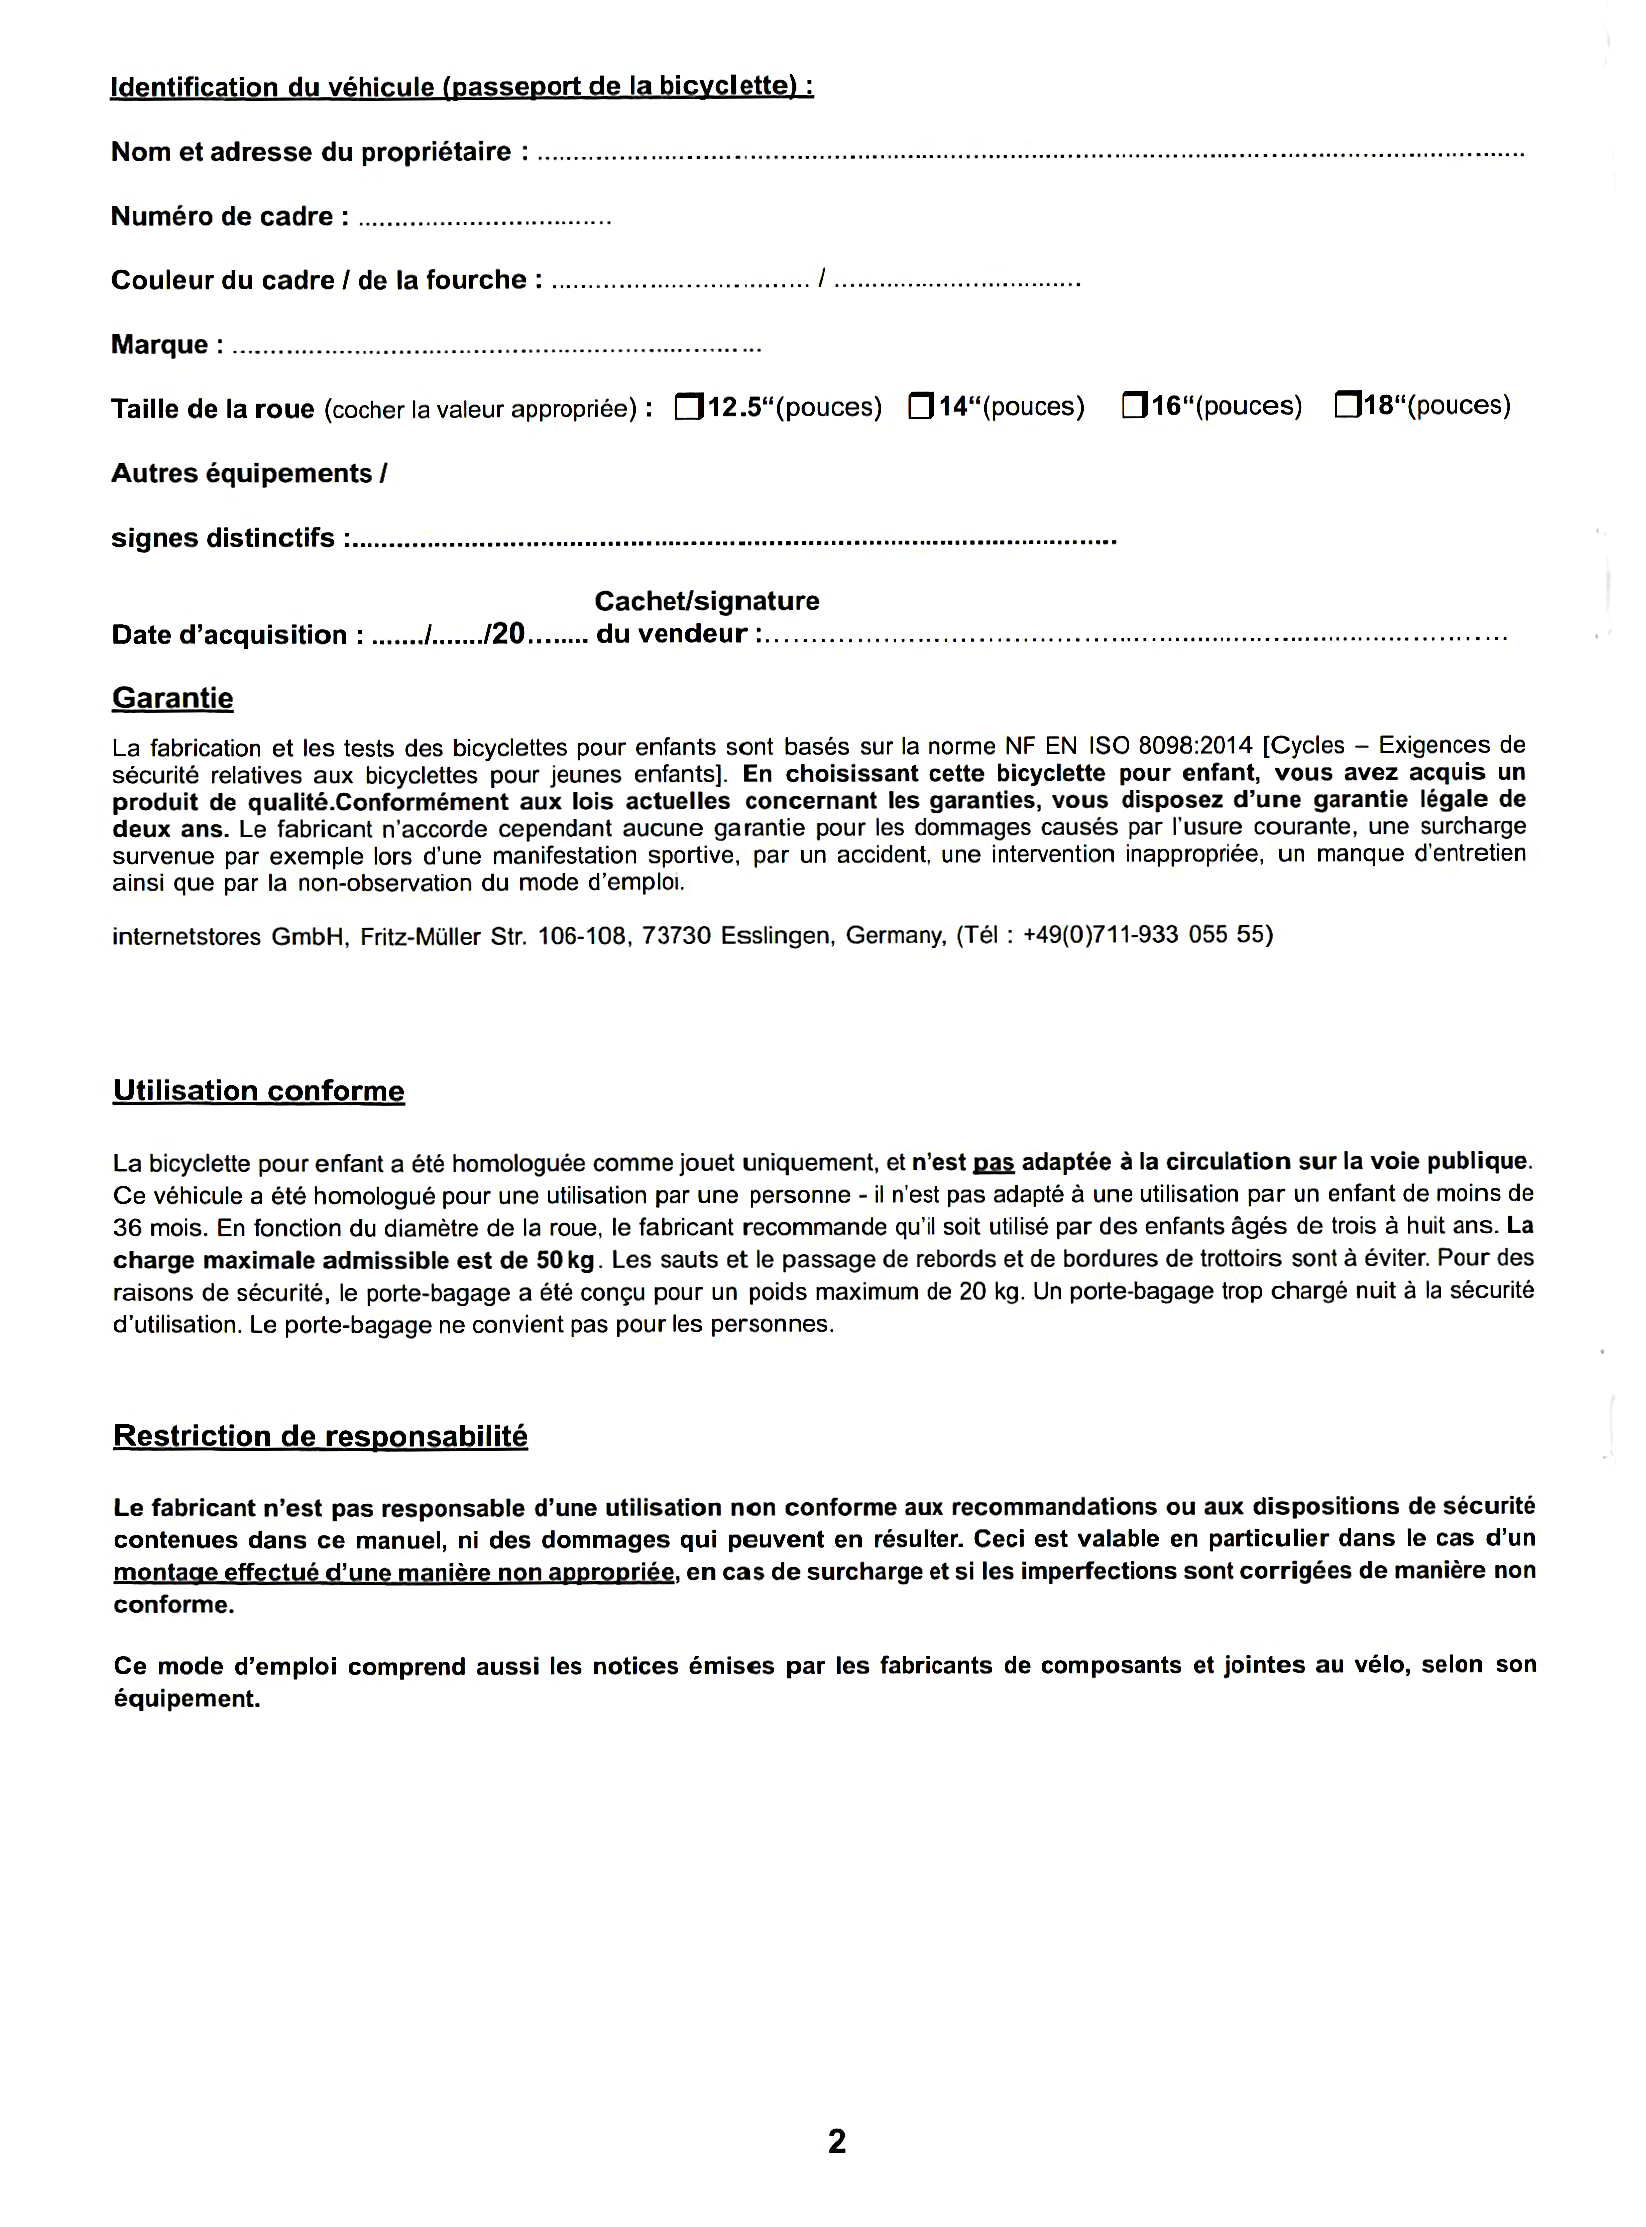 Identification du véhicule (passeport de la bicyclette) :
Nom et adresse du propriétaire : ........................................................................................................
Numéro de cadre : .................................
Couleur du cadre / de la fourche : ................................. / .................................
Marque : .....................................................................
Taille de la roue (cocher la valeur appropriée) : ❒12.5“(pouces) ❒14“(pouces) ❒16“(pouces) ❒18“(pouces)
Autres équipements /
signes distinctifs :....................................................................................................
Cachet/signature
Date d’acquisition : ......./......./20........ du vendeur :...............................................................................
Garantie
La fabrication et les tests des bicyclettes pour enfants sont basés sur la norme NF EN ISO 8098:2014 [Cycles – Exigences de
sécurité relatives aux bicyclettes pour jeunes enfants]. En choisissant cette bicyclette pour enfant, vous avez acquis un
produit de qualité.Conformément aux lois actuelles concernant les garanties, vous disposez d’une garantie légale de
deux ans. Le fabricant n’accorde cependant aucune garantie pour les dommages causés par l’usure courante, une surcharge
survenue par exemple lors d’une manifestation sportive, par un accident, une intervention inappropriée, un manque d’entretien
ainsi que par la non-observation du mode d’emploi.
internetstores GmbH, Fritz-Müller Str. 106-108, 73730 Esslingen, Germany, (Tél : +49(0)711-933 055 55)
Utilisation conforme
La bicyclette pour enfant a été homologuée comme jouet uniquement, et n’est pas adaptée à la circulation sur la voie publique.
Ce véhicule a été homologué pour une utilisation par une personne - il n’est pas adapté à une utilisation par un enfant de moins de
36 mois. En fonction du diamètre de la roue, le fabricant recommande qu’il soit utilisé par des enfants âgés de trois à huit ans. La
charge maximale admissible est de 50 kg. Les sauts et le passage de rebords et de bordures de trottoirs sont à éviter. Pour des
raisons de sécurité, le porte-bagage a été conçu pour un poids maximum de 20 kg. Un porte-bagage trop chargé nuit à la sécurité
d’utilisation. Le porte-bagage ne convient pas pour les personnes.
Restriction de responsabilité
Le fabricant n’est pas responsable d’une utilisation non conforme aux recommandations ou aux dispositions de sécurité
contenues dans ce manuel, ni des dommages qui peuvent en résulter. Ceci est valable en particulier dans le cas d’un
montage effectué d’une manière non appropriée, en cas de surcharge et si les imperfections sont corrigées de manière non
conforme.
Ce mode d’emploi comprend aussi les notices émises par les fabricants de composants et jointes au vélo, selon son
équipement.
2